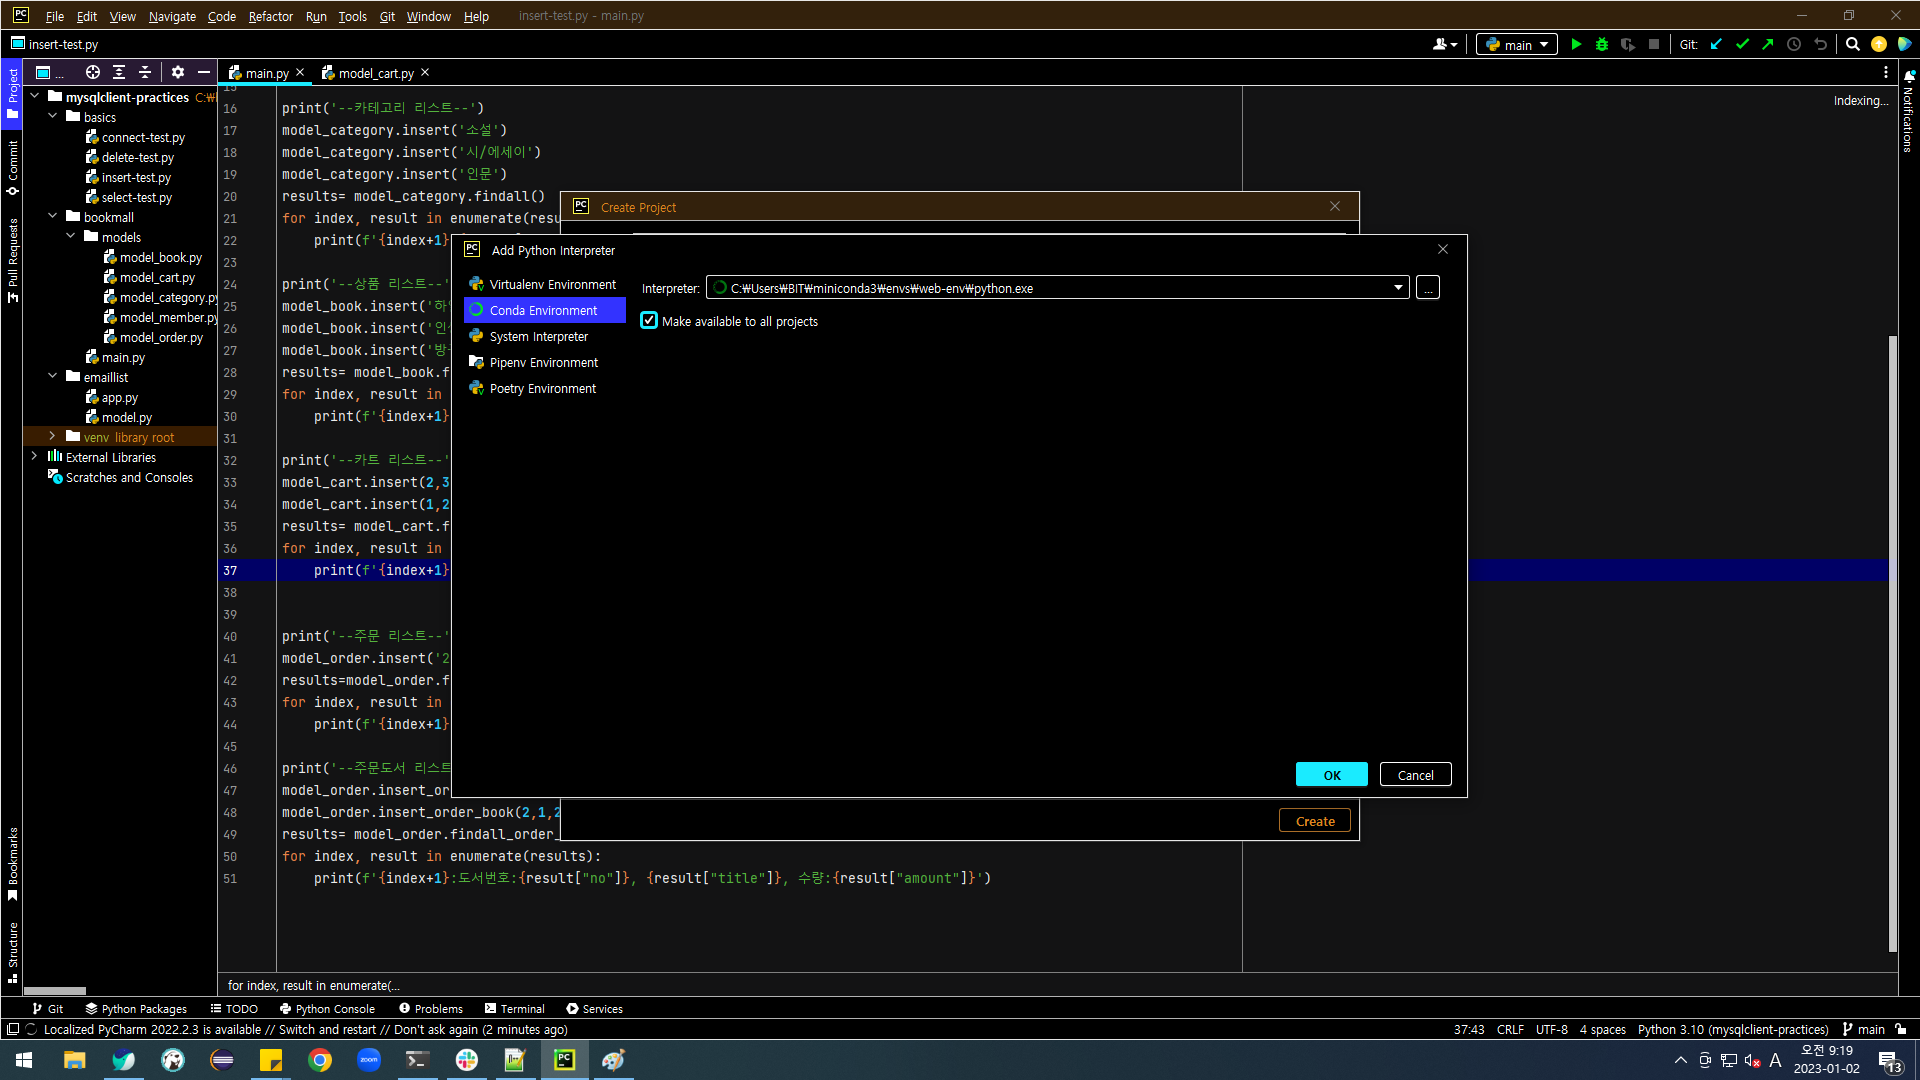 File Edit View Navigate Code Refactor Run Tools Git Window Help insert-test.py - main.py
insert-test.py
main
Git:
Project
...
main.py
model_cart.py
Notifications
Indexing...
mysqlclient-practices
basics
connect-test.py
delete-test.py
insert-test.py
select-test.py
bookmall
models
model_book.py
model_cart.py
model_category.py
model_member.py
model_order.py
main.py
emaillist
app.py
model.py
venv library root
External Libraries
Scratches and Consoles
Commit
Pull Requests
Bookmarks
Structure
15
16 print('--카테고리 리스트--')
17 model_category.insert('소설')
18 model_category.insert('시/에세이')
19 model_category.insert('인문')
20 results= model_category.findall()
21 for index, result in enumerate(resu
22 print(f'{index+1}
23
24 print('--상품 리스트--'
25 model_book.insert('하
26 model_book.insert('인
27 model_book.insert('방
28 results= model_book.f
29 for index, result in
30 print(f'{index+1}
31
32 print('--카트 리스트--'
33 model_cart.insert(2,3
34 model_cart.insert(1,2
35 results= model_cart.f
36 for index, result in
37 print(f'{index+1}
38
39
40 print('--주문 리스트--'
41 model_order.insert('2
42 results=model_order.f
43 for index, result in
44 print(f'{index+1}
45
46 print('--주문도서 리스트
47 model_order.insert_or
48 model_order.insert_order_book(2,1,2
49 results= model_order.findall_order_
50 for index, result in enumerate(results):
51 print(f'{index+1}:도서번호:{result["no"]}, {result["title"]}, 수량:{result["amount"]}')
for index, result in enumerate(...
Create Project
Create
Add Python Interpreter
Virtualenv Environment
Conda Environment
System Interpreter
Pipenv Environment
Poetry Environment
Interpreter: C:₩Users₩BIT₩miniconda3₩envs₩web-env₩python.exe
...
Make available to all projects
OK Cancel
Git Python Packages TODO Python Console Problems Terminal Services
Localized PyCharm 2022.2.3 is available // Switch and restart // Don't ask again (2 minutes ago)
37:43 CRLF UTF-8 4 spaces Python 3.10 (mysqlclient-practices) main
zoom
PC
A
오전 9:19
2023-01-02
13